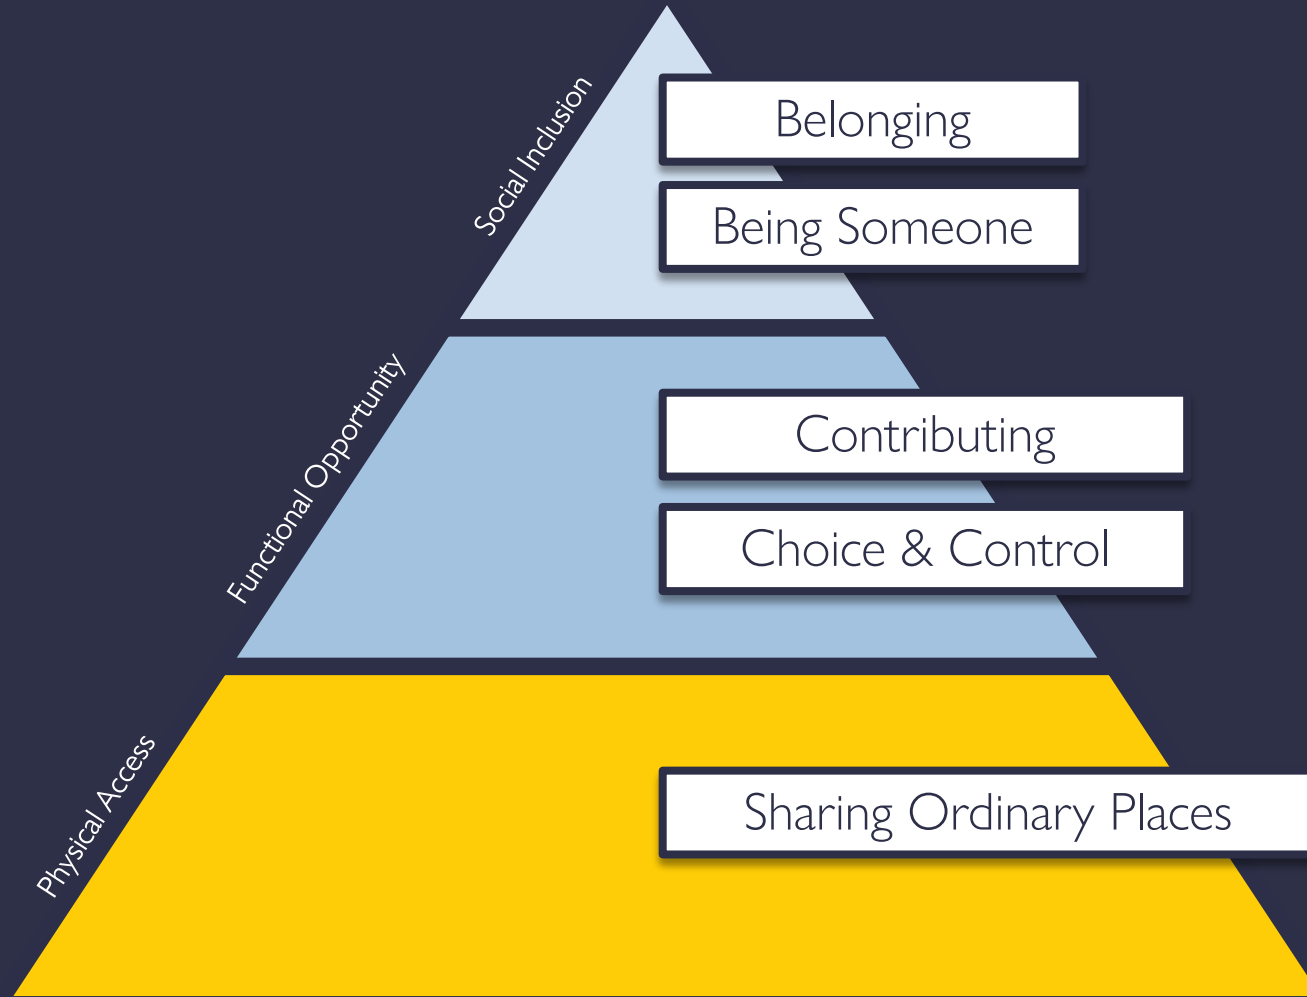 Social Inclusion
Belonging
Being Someone
Functional Opportunity
Contributing
Choice & Control
Physical Access
Sharing Ordinary Places